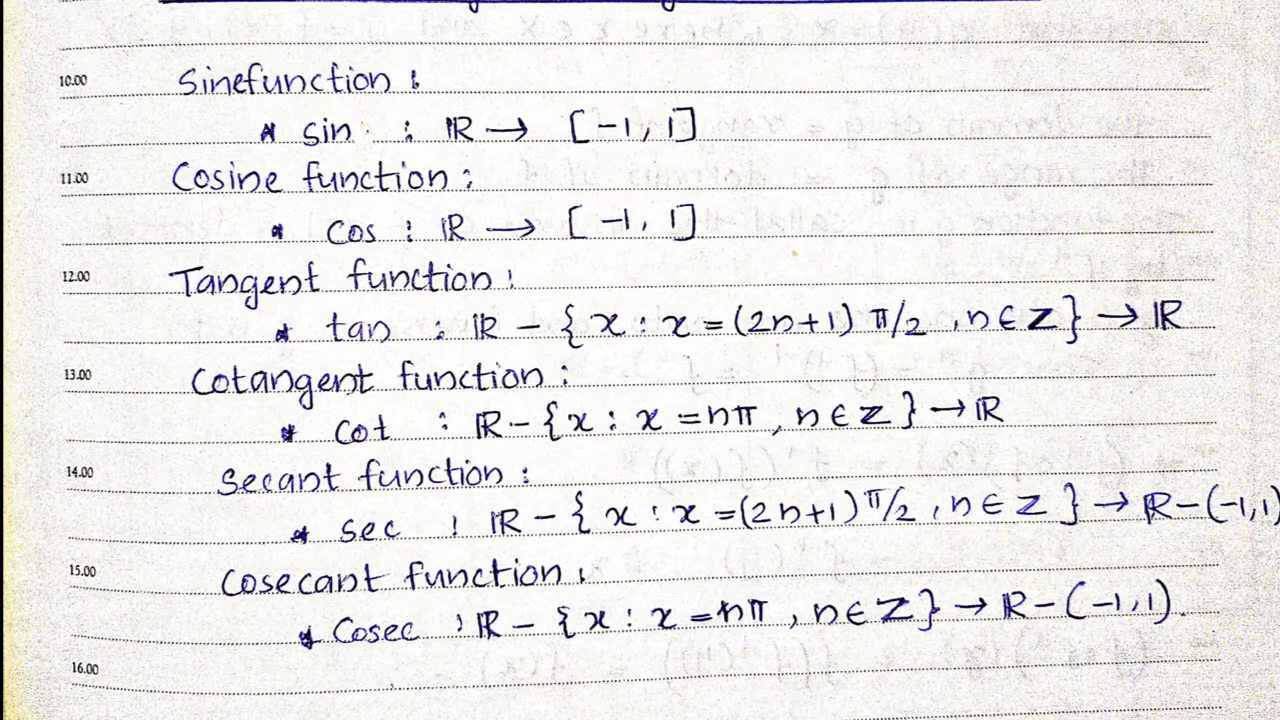 10.00 Sinefunction :
* sin : ℝ → [-1, 1]
11.00 Cosine function :
* Cos : ℝ → [-1, 1]
12.00 Tangent function :
* tan : ℝ - {x : x = (2n+1) π/2 , n ∈ Z} → ℝ
13.00 Cotangent function :
* Cot : ℝ - {x : x = nπ , n ∈ Z} → ℝ
14.00 Secant function :
* sec : ℝ - {x : x = (2n+1) π/2 , n ∈ Z} → ℝ - (-1, 1)
15.00 Cosecant function :
* Cosec : ℝ - {x : x = nπ , n ∈ Z} → ℝ - (-1, 1).
16.00